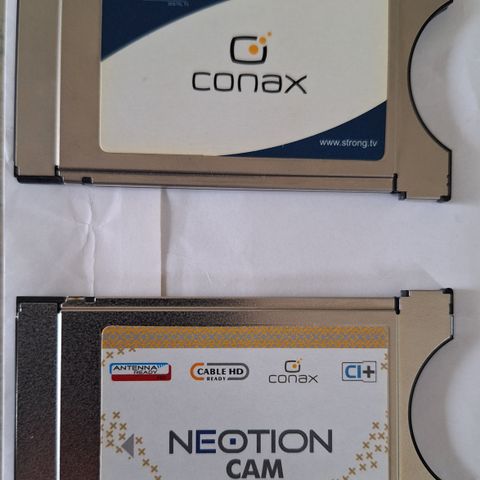 conax
www.strong.tv
ANTENNA READY
CABLE HD READY
conax
CI+
NEOTION
CAM